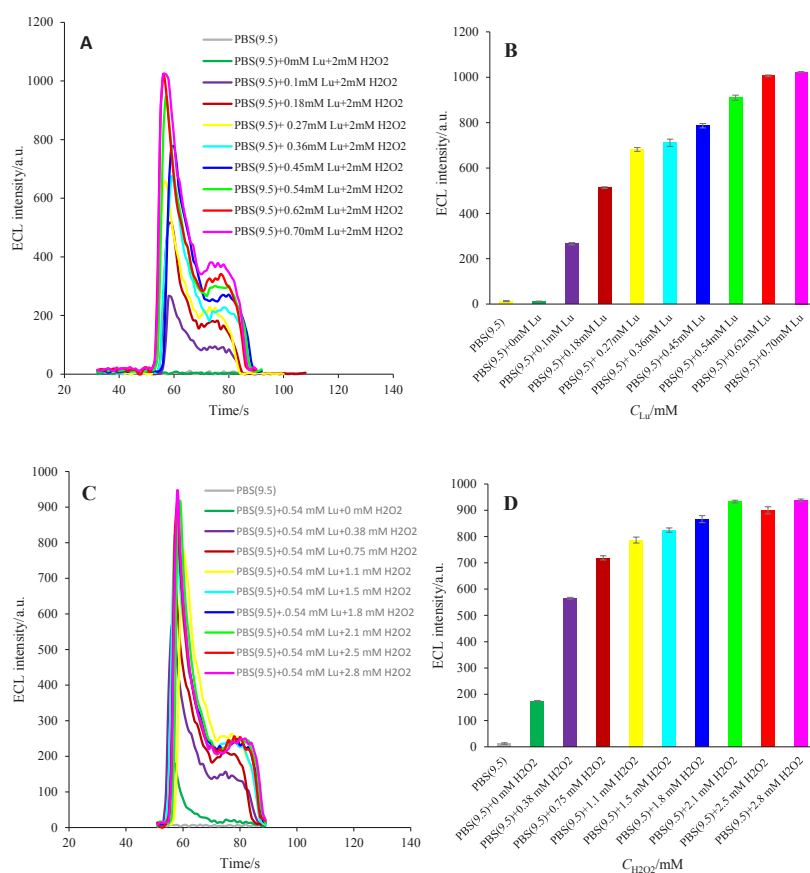 A
ECL intensity/a.u.
1200
1000
800
600
400
200
0
20
40
60
80
100
120
140
Time/s
PBS(9.5)
PBS(9.5)+0mM Lu+2mM H2O2
PBS(9.5)+0.1mM Lu+2mM H2O2
PBS(9.5)+0.18mM Lu+2mM H2O2
PBS(9.5)+ 0.27mM Lu+2mM H2O2
PBS(9.5)+ 0.36mM Lu+2mM H2O2
PBS(9.5)+0.45mM Lu+2mM H2O2
PBS(9.5)+0.54mM Lu+2mM H2O2
PBS(9.5)+0.62mM Lu+2mM H2O2
PBS(9.5)+0.70mM Lu+2mM H2O2
B
ECL intensity/a.u.
1200
1000
800
600
400
200
0
PBS(9.5)
PBS(9.5)+0mM Lu
PBS(9.5)+0.1mM Lu
PBS(9.5)+0.18mM Lu
PBS(9.5)+ 0.27mM Lu
PBS(9.5)+ 0.36mM Lu
PBS(9.5)+0.45mM Lu
PBS(9.5)+0.54mM Lu
PBS(9.5)+0.62mM Lu
PBS(9.5)+0.70mM Lu
CLu/mM
C
ECL intensity/a.u.
1000
900
800
700
600
500
400
300
200
100
0
20
40
60
80
100
120
140
Time/s
PBS(9.5)
PBS(9.5)+0.54 mM Lu+0 mM H2O2
PBS(9.5)+0.54 mM Lu+0.38 mM H2O2
PBS(9.5)+0.54 mM Lu+0.75 mM H2O2
PBS(9.5)+0.54 mM Lu+1.1 mM H2O2
PBS(9.5)+0.54 mM Lu+1.5 mM H2O2
PBS(9.5)+.0.54 mM Lu+1.8 mM H2O2
PBS(9.5)+0.54 mM Lu+2.1 mM H2O2
PBS(9.5)+0.54 mM Lu+2.5 mM H2O2
PBS(9.5)+0.54 mM Lu+2.8 mM H2O2
D
ECL intensity/a.u.
1000
900
800
700
600
500
400
300
200
100
0
PBS(9.5)
PBS(9.5)+0 mM H2O2
PBS(9.5)+0.38 mM H2O2
PBS(9.5)+0.75 mM H2O2
PBS(9.5)+1.1 mM H2O2
PBS(9.5)+1.5 mM H2O2
PBS(9.5)+1.8 mM H2O2
PBS(9.5)+2.1 mM H2O2
PBS(9.5)+2.5 mM H2O2
PBS(9.5)+2.8 mM H2O2
CH2O2/mM